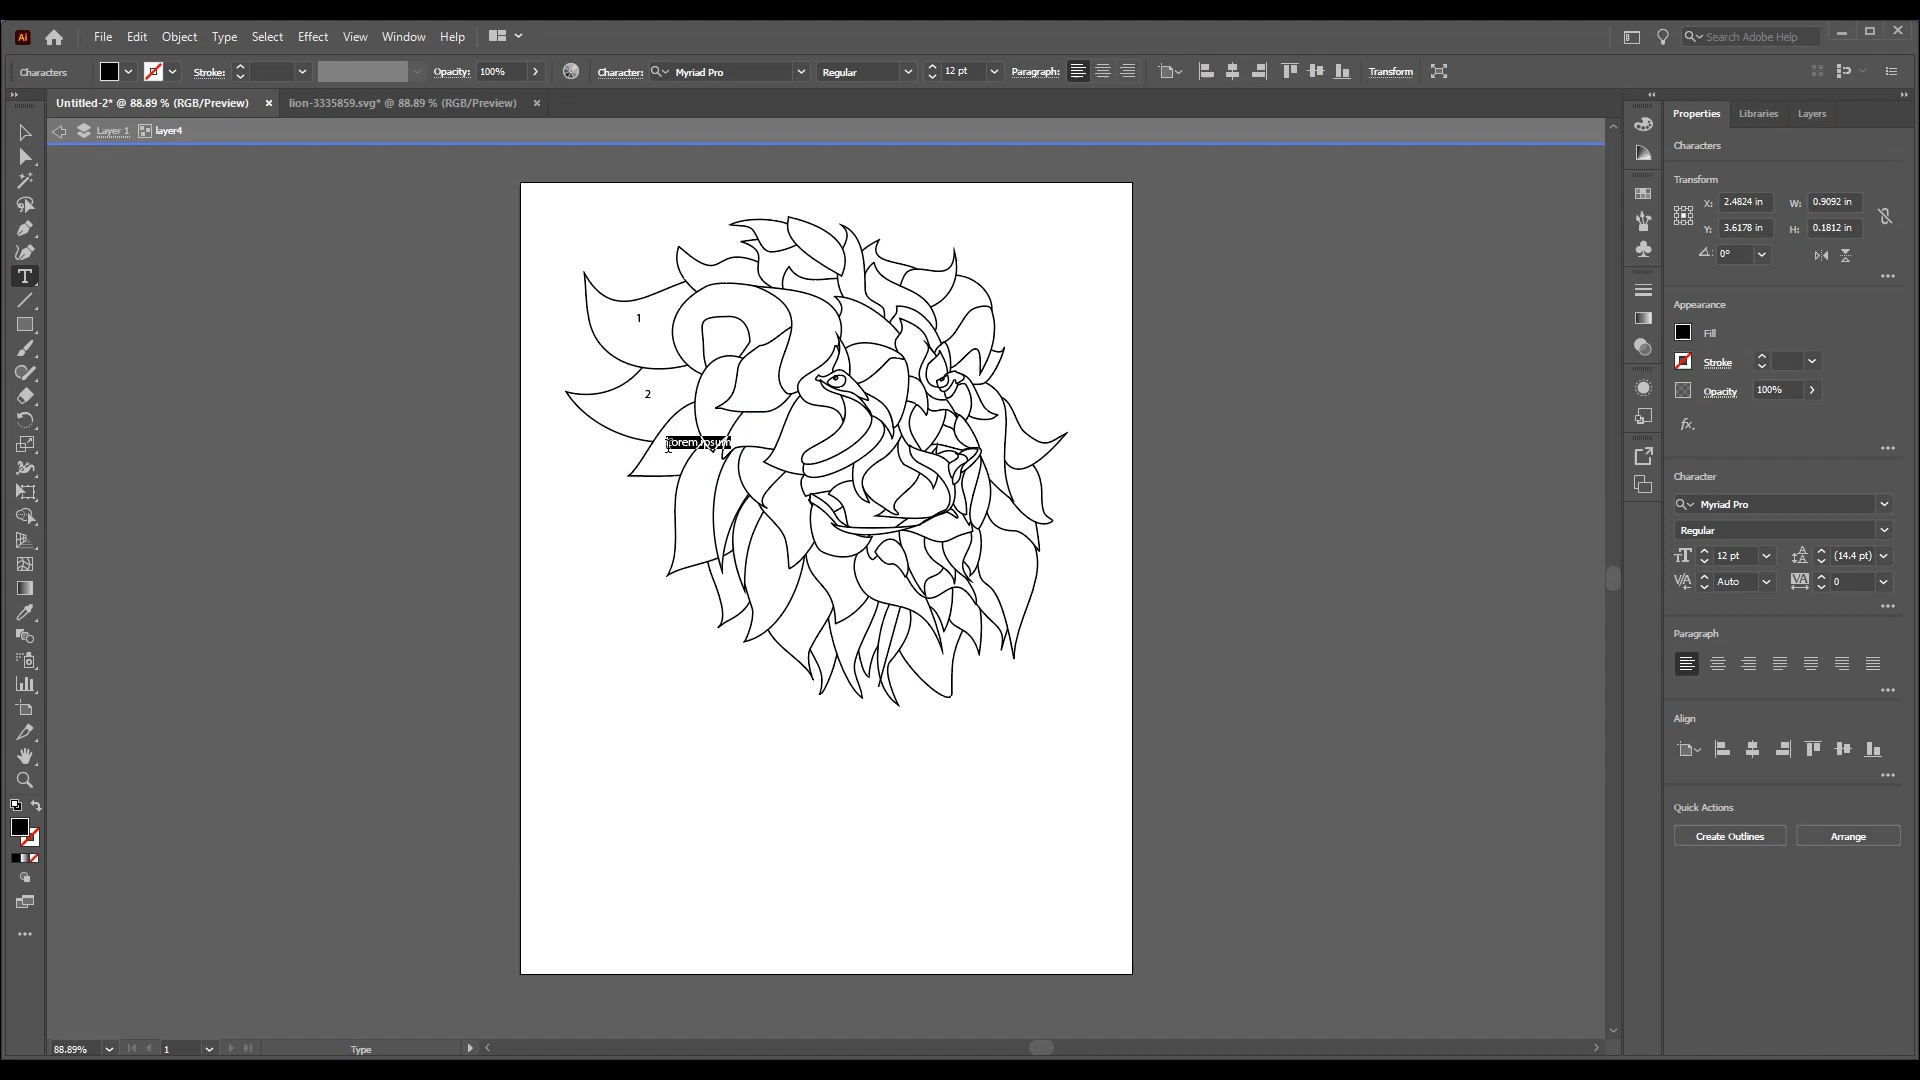 Ai File Edit Object Type Select Effect View Window Help Search Adobe Help
Characters Stroke: Opacity: 100% Character: Myriad Pro Regular 12 pt Paragraph: Transform
Untitled-2* @ 88.89 % (RGB/Preview) × lion-3335859.svg* @ 88.89 % (RGB/Preview) ×
Layer 1 layer4
1
2
Lorem ipsum
Properties Libraries Layers
Characters
Transform
X: 2.4824 in W: 0.9092 in
Y: 3.6178 in H: 0.1812 in
0°
Appearance
Fill
Stroke
Opacity 100%
fx.
Character
Myriad Pro
Regular
12 pt (14.4 pt)
Auto 0
Paragraph
Align
Quick Actions
Create Outlines Arrange
88.89% 1 Type